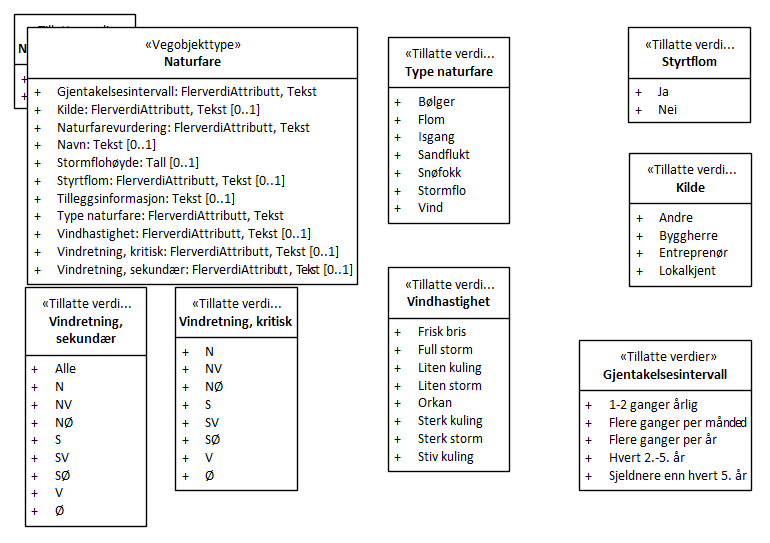 «Vegobjekttype»
Naturfare
+ Gjentakelsesintervall: FlerverdiAttributt, Tekst
+ Kilde: FlerverdiAttributt, Tekst [0..1]
+ Naturfarevurdering: FlerverdiAttributt, Tekst
+ Navn: Tekst [0..1]
+ Stormflohøyde: Tall [0..1]
+ Styrtflom: FlerverdiAttributt, Tekst [0..1]
+ Tilleggsinformasjon: Tekst [0..1]
+ Type naturfare: FlerverdiAttributt, Tekst
+ Vindhastighet: FlerverdiAttributt, Tekst [0..1]
+ Vindretning, kritisk: FlerverdiAttributt, Tekst [0..1]
+ Vindretning, sekundær: FlerverdiAttributt, Tekst [0..1]
«Tillatte verdi...
Type naturfare
+ Bølger
+ Flom
+ Isgang
+ Sandflukt
+ Snøfokk
+ Stormflo
+ Vind
«Tillatte verdi...
Styrtflom
+ Ja
+ Nei
«Tillatte verdi...
Kilde
+ Andre
+ Byggherre
+ Entreprenør
+ Lokalkjent
«Tillatte verdi...
Vindretning,
sekundær
+ Alle
+ N
+ NV
+ NØ
+ S
+ SV
+ SØ
+ V
+ Ø
«Tillatte verdi...
Vindretning, kritisk
+ N
+ NV
+ NØ
+ S
+ SV
+ SØ
+ V
+ Ø
«Tillatte verdi...
Vindhastighet
+ Frisk bris
+ Full storm
+ Liten kuling
+ Liten storm
+ Orkan
+ Sterk kuling
+ Sterk storm
+ Stiv kuling
«Tillatte verdier»
Gjentakelsesintervall
+ 1-2 ganger årlig
+ Flere ganger per måned
+ Flere ganger per år
+ Hvert 2.-5. år
+ Sjeldnere enn hvert 5. år